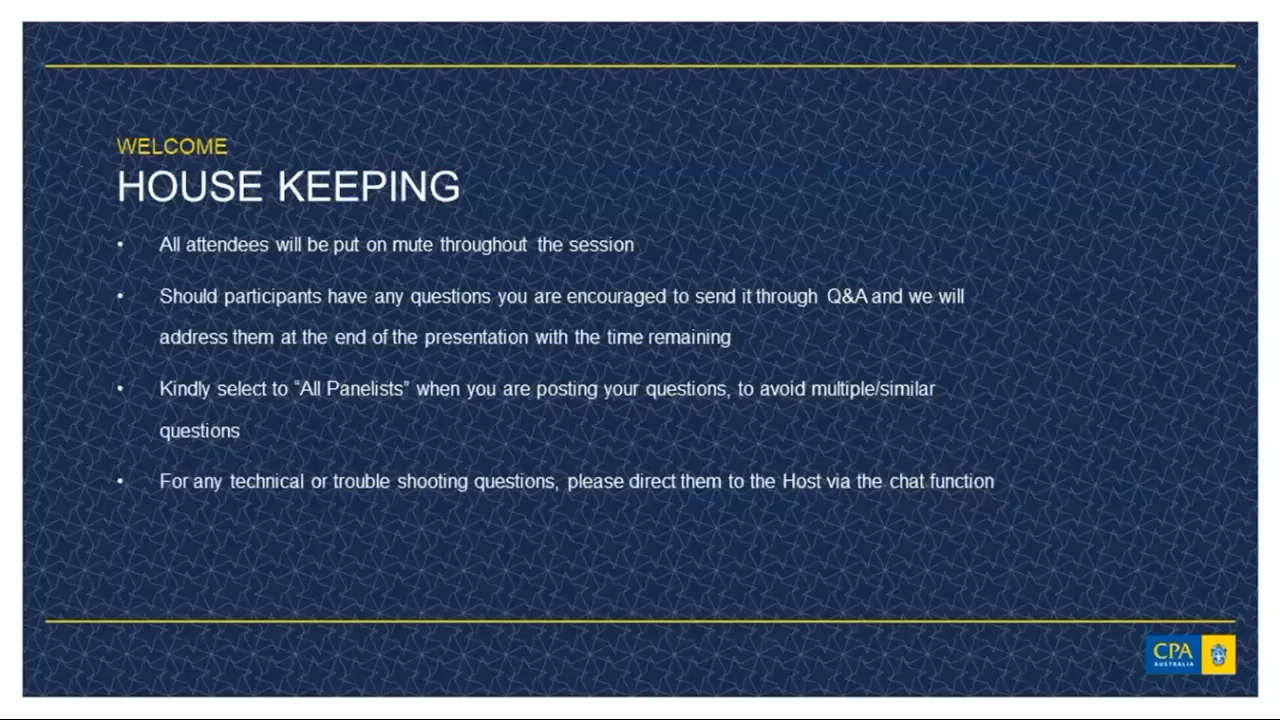 WELCOME
HOUSE KEEPING
• All attendees will be put on mute throughout the session
• Should participants have any questions you are encouraged to send it through Q&A and we will
address them at the end of the presentation with the time remaining
• Kindly select to “All Panelists” when you are posting your questions, to avoid multiple/similar
questions
• For any technical or trouble shooting questions, please direct them to the Host via the chat function
CPA
AUSTRALIA